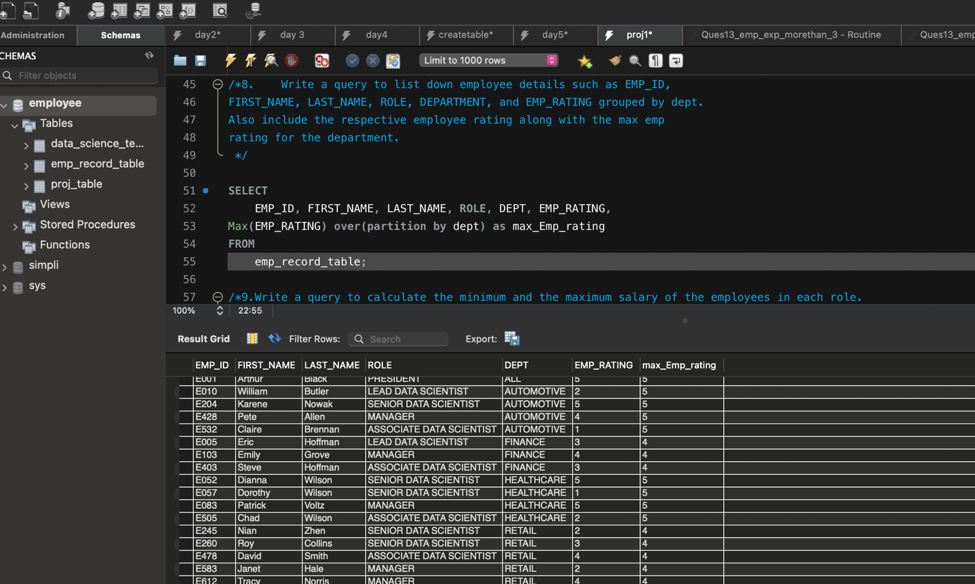 Administration
Schemas
day2*
day 3
day4
createtable*
day5*
proj1*
Ques13_emp_exp_morethan_3 - Routine
Ques13_emp
CHEMAS
Filter objects
employee
Tables
data_science_te...
emp_record_table
proj_table
Views
Stored Procedures
Functions
simpli
sys
Limit to 1000 rows
45 /*8. Write a query to list down employee details such as EMP_ID,
46 FIRST_NAME, LAST_NAME, ROLE, DEPARTMENT, and EMP_RATING grouped by dept.
47 Also include the respective employee rating along with the max emp
48 rating for the department.
49 */
50
51 SELECT
52 EMP_ID, FIRST_NAME, LAST_NAME, ROLE, DEPT, EMP_RATING,
53 Max(EMP_RATING) over(partition by dept) as max_Emp_rating
54 FROM
55 emp_record_table;
56
57 /*9.Write a query to calculate the minimum and the maximum salary of the employees in each role.
100% 22:55
Result Grid Filter Rows: Search Export:
EMP_ID FIRST_NAME LAST_NAME ROLE DEPT EMP_RATING max_Emp_rating
E001 Arthur Black PRESIDENT ALL 5 5
E010 William Butler LEAD DATA SCIENTIST AUTOMOTIVE 2 5
E204 Karene Nowak SENIOR DATA SCIENTIST AUTOMOTIVE 5 5
E428 Pete Allen MANAGER AUTOMOTIVE 4 5
E532 Claire Brennan ASSOCIATE DATA SCIENTIST AUTOMOTIVE 1 5
E005 Eric Hoffman LEAD DATA SCIENTIST FINANCE 3 4
E103 Emily Grove MANAGER FINANCE 4 4
E403 Steve Hoffman ASSOCIATE DATA SCIENTIST FINANCE 3 4
E052 Dianna Wilson SENIOR DATA SCIENTIST HEALTHCARE 5 5
E057 Dorothy Wilson SENIOR DATA SCIENTIST HEALTHCARE 1 5
E083 Patrick Voltz MANAGER HEALTHCARE 5 5
E505 Chad Wilson ASSOCIATE DATA SCIENTIST HEALTHCARE 2 5
E245 Nian Zhen SENIOR DATA SCIENTIST RETAIL 2 4
E260 Roy Collins SENIOR DATA SCIENTIST RETAIL 3 4
E478 David Smith ASSOCIATE DATA SCIENTIST RETAIL 4 4
E583 Janet Hale MANAGER RETAIL 2 4
E612 Tracy Norris MANAGER RETAIL 4 4